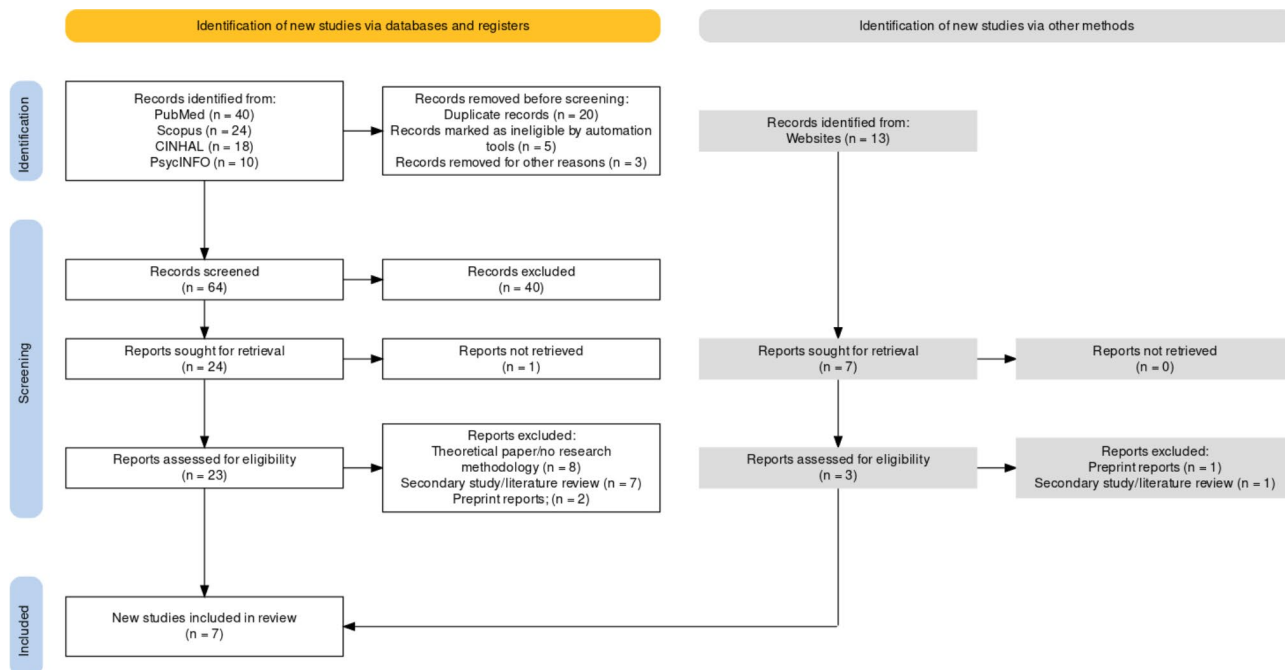 Identification of new studies via databases and registers
Identification of new studies via other methods
Identification
Records identified from:
PubMed (n = 40)
Scopus (n = 24)
CINHAL (n = 18)
PsycINFO (n = 10)
Records removed before screening:
Duplicate records (n = 20)
Records marked as ineligible by automation
tools (n = 5)
Records removed for other reasons (n = 3)
Records identified from:
Websites (n = 13)
Screening
Records screened
(n = 64)
Records excluded
(n = 40)
Reports sought for retrieval
(n = 24)
Reports not retrieved
(n = 1)
Reports sought for retrieval
(n = 7)
Reports not retrieved
(n = 0)
Reports assessed for eligibility
(n = 23)
Reports excluded:
Theoretical paper/no research
methodology (n = 8)
Secondary study/literature review (n = 7)
Preprint reports; (n = 2)
Reports assessed for eligibility
(n = 3)
Reports excluded:
Preprint reports (n = 1)
Secondary study/literature review (n = 1)
Included
New studies included in review
(n = 7)